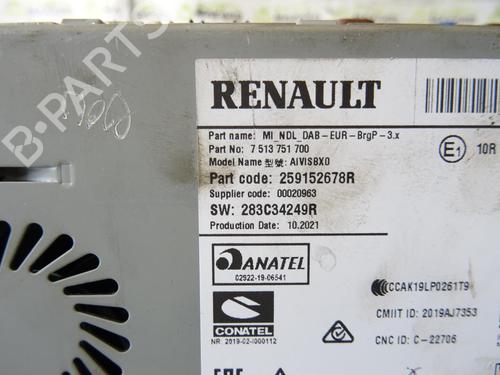 B-PARTS
RENAULT
Part name: MI_NDL_DAB-EUR-BrgP-3.x
Part No: 7 513 751 700
Model Name 型號: AIVISBX0
Part code: 259152678R
Supplier code: 00020963
SW: 283C34249R
Production Date: 10.2021
E1 10R
ANATEL
02922-19-06541
CCAK19LP0261T9
CMIIT ID: 2019AJ7353
CNC ID: C-22706
CONATEL
NR 2019-02-I000112